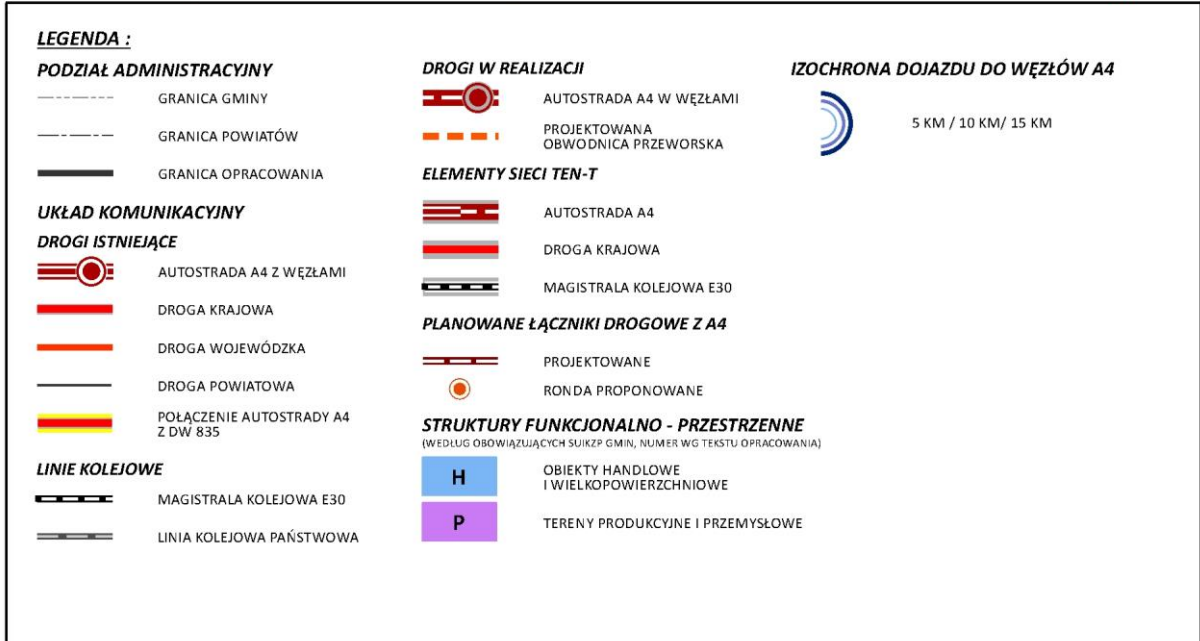 LEGENDA :
PODZIAŁ ADMINISTRACYJNY
GRANICA GMINY
GRANICA POWIATÓW
GRANICA OPRACOWANIA
UKŁAD KOMUNIKACYJNY
DROGI ISTNIEJĄCE
AUTOSTRADA A4 Z WĘZŁAMI
DROGA KRAJOWA
DROGA WOJEWÓDZKA
DROGA POWIATOWA
POŁĄCZENIE AUTOSTRADY A4
Z DW 835
LINIE KOLEJOWE
MAGISTRALA KOLEJOWA E30
LINIA KOLEJOWA PAŃSTWOWA
DROGI W REALIZACJI
AUTOSTRADA A4 W WĘZŁAMI
PROJEKTOWANA
OBWODNICA PRZEWORSKA
ELEMENTY SIECI TEN-T
AUTOSTRADA A4
DROGA KRAJOWA
MAGISTRALA KOLEJOWA E30
PLANOWANE ŁĄCZNIKI DROGOWE Z A4
PROJEKTOWANE
RONDA PROPONOWANE
STRUKTURY FUNKCJONALNO - PRZESTRZENNE
(WEDŁUG OBOWIĄZUJĄCYCH SUIKZP GMIN, NUMER WG TEKSTU OPRACOWANIA)
H
OBIEKTY HANDLOWE
I WIELKOPOWIERZCHNIOWE
P
TERENY PRODUKCYJNE I PRZEMYSŁOWE
IZOCHRONA DOJAZDU DO WĘZŁÓW A4
5 KM / 10 KM/ 15 KM